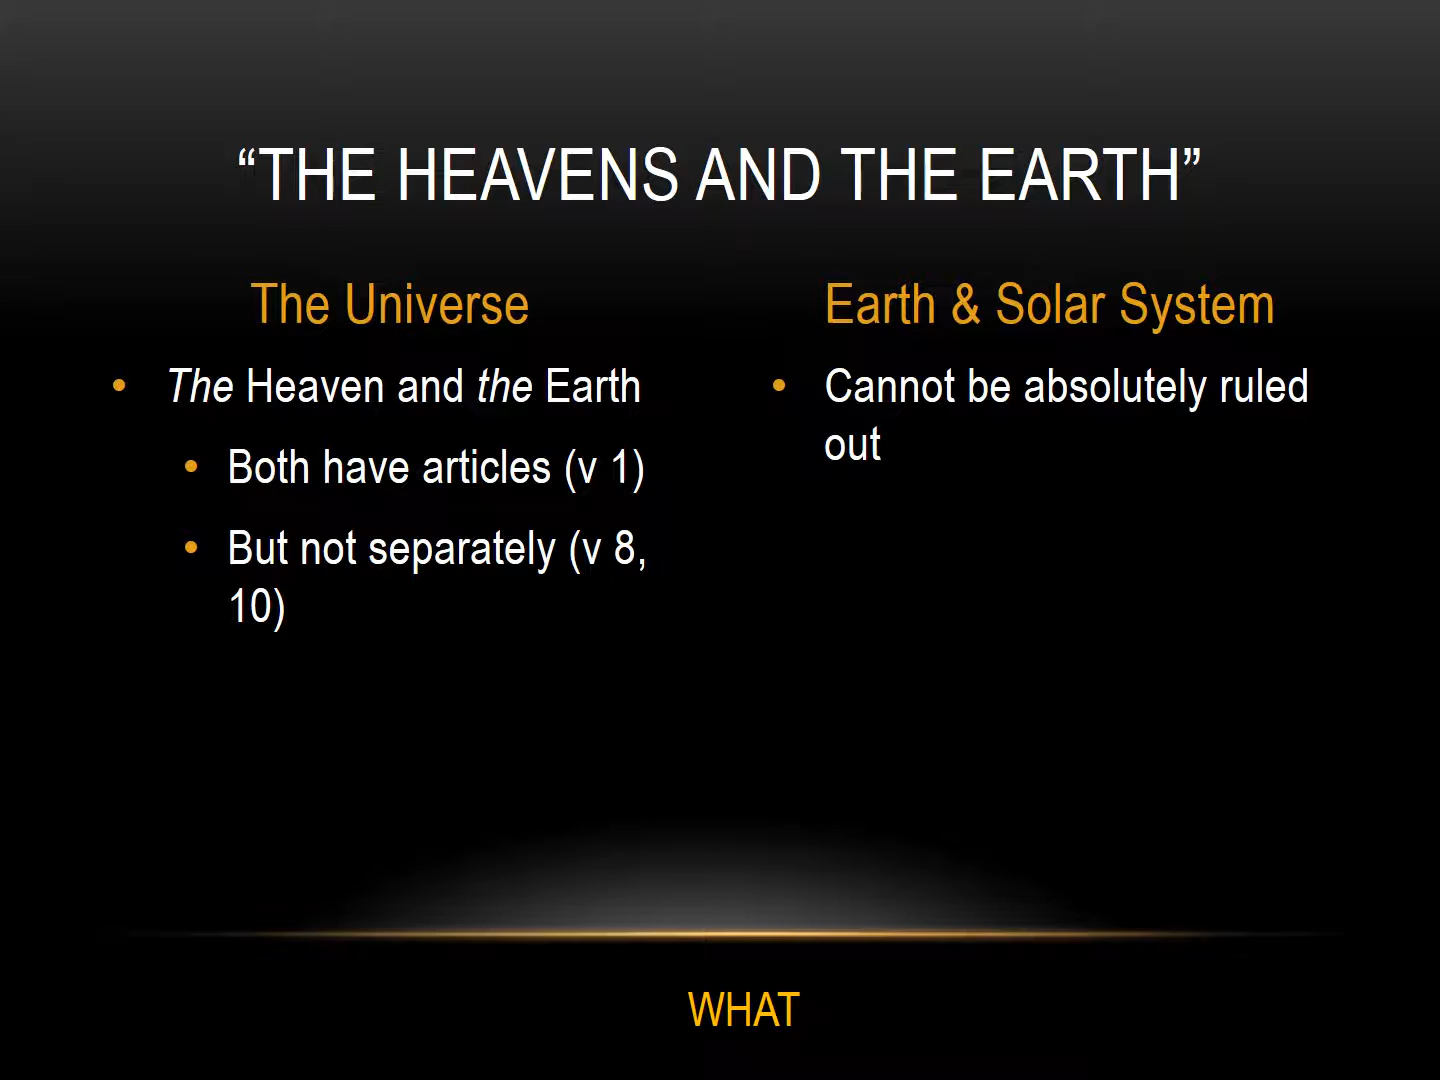 “THE HEAVENS AND THE EARTH”
The Universe
• The Heaven and the Earth
• Both have articles (v 1)
• But not separately (v 8,
10)
Earth & Solar System
• Cannot be absolutely ruled
out
WHAT